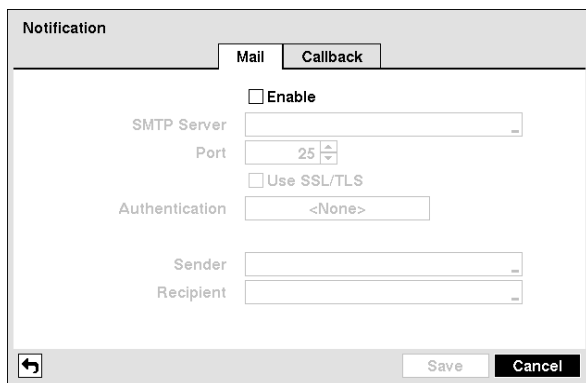 Notification
Mail Callback
Enable
SMTP Server
Port 25
Use SSL/TLS
Authentication <None>
Sender
Recipient
Save Cancel